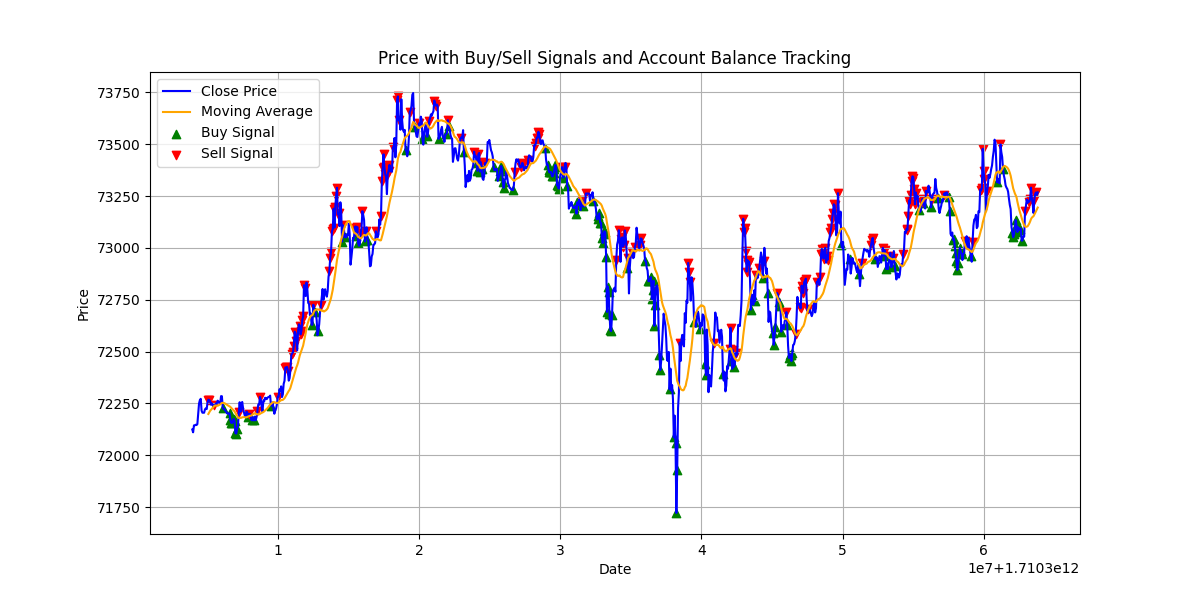 Price with Buy/Sell Signals and Account Balance Tracking
Close Price
Moving Average
Buy Signal
Sell Signal
73750
73500
73250
73000
72750
72500
72250
72000
71750
Price
1 2 3 4 5 6
Date
1e7+1.7103e12